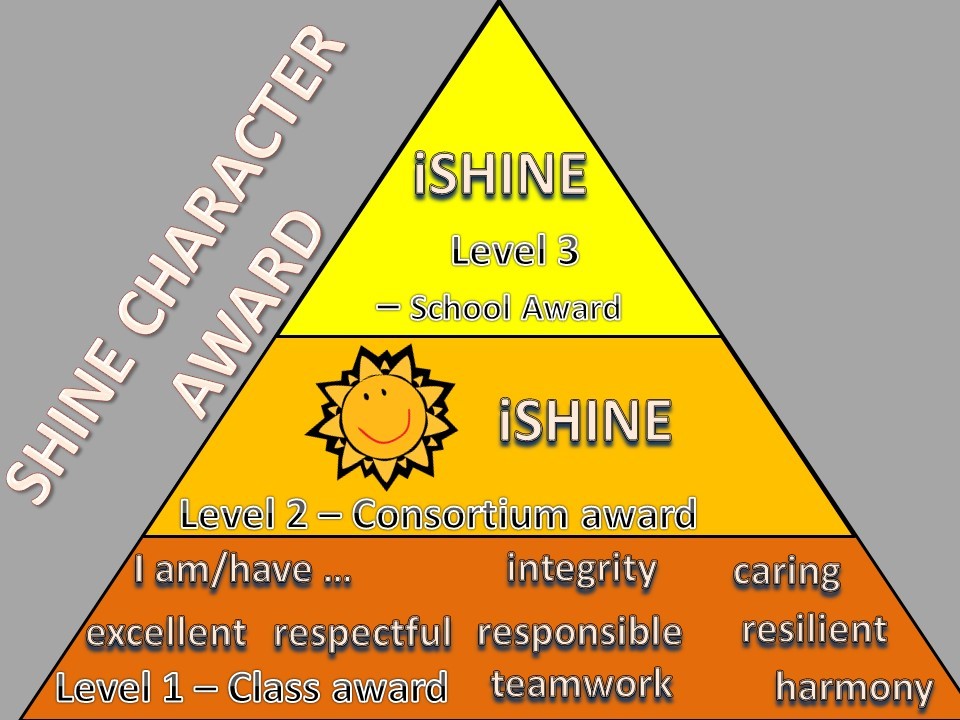 SHINE CHARACTER
AWARD
iSHINE
Level 3
– School Award
iSHINE
Level 2 – Consortium award
I am/have ... integrity caring
excellent respectful responsible resilient
Level 1 – Class award teamwork harmony